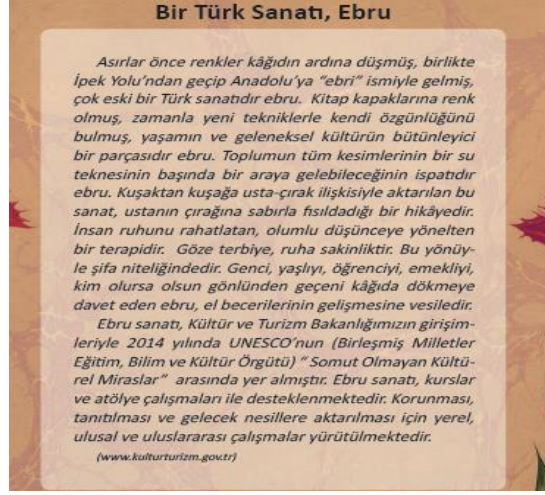 Bir Türk Sanatı, Ebru
Asırlar önce renkler kâğıdın ardına düşmüş, birlikte
İpek Yolu’ndan geçip Anadolu’ya “ebri” ismiyle gelmiş,
çok eski bir Türk sanatıdır ebru. Kitap kapaklarına renk
olmuş, zamanla yeni tekniklerle kendi özgünlüğünü
bulmuş, yaşamın ve geleneksel kültürün bütünleyici
bir parçasıdır ebru. Toplumun tüm kesimlerinin bir su
teknesinin başında bir araya gelebileceğinin ispatıdır
ebru. Kuşaktan kuşağa usta-çırak ilişkisiyle aktarılan bu
sanat, ustanın çırağına sabırla fısıldadığı bir hikâyedir.
İnsan ruhunu rahatlatan, olumlu düşünceye yönelten
bir terapidir. Göze terbiye, ruha sakinliktir. Bu yönüy-
le şifa niteliğindedir. Genci, yaşlıyı, öğrenciyi, emekliyi,
kim olursa olsun gönlünden geçeni kâğıda dökmeye
davet eden ebru, el becerilerinin gelişmesine vesiledir.
Ebru sanatı, Kültür ve Turizm Bakanlığımızın girişim-
leriyle 2014 yılında UNESCO’nun (Birleşmiş Milletler
Eğitim, Bilim ve Kültür Örgütü) “ Somut Olmayan Kültü-
rel Miraslar” arasında yer almıştır. Ebru sanatı, kurslar
ve atölye çalışmaları ile desteklenmektedir. Korunması,
tanıtılması ve gelecek nesillere aktarılması için yerel,
ulusal ve uluslararası çalışmalar yürütülmektedir.
(www.kulturturizm.gov.tr)